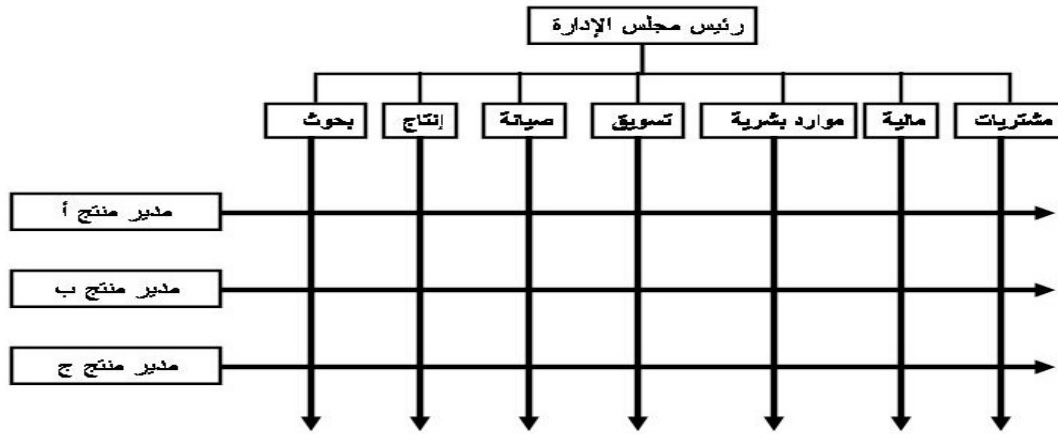 رئيس مجلس الإدارة
مشتريات
مالية
موارد بشرية
تسويق
صيانة
إنتاج
بحوث
مدير منتج أ
مدير منتج ب
مدير منتج ج